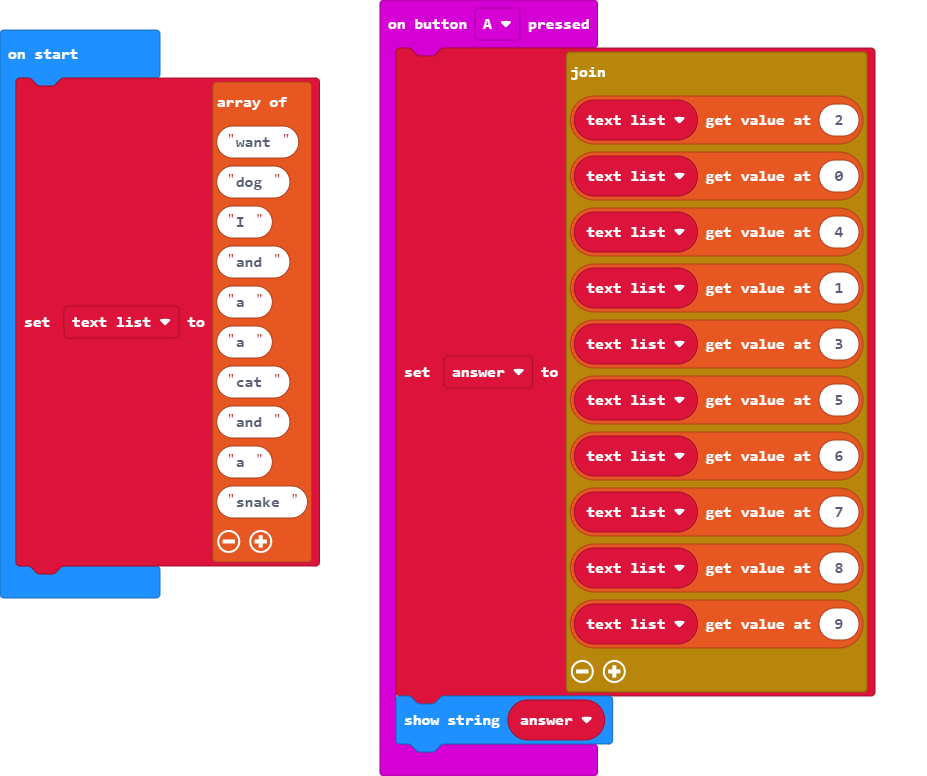 on start
set text list to
array of
"want "
"dog "
"I "
"and "
"a "
"a "
"cat "
"and "
"a "
"snake "
on button A pressed
set answer to
join
text list get value at 2
text list get value at 0
text list get value at 4
text list get value at 1
text list get value at 3
text list get value at 5
text list get value at 6
text list get value at 7
text list get value at 8
text list get value at 9
show string answer